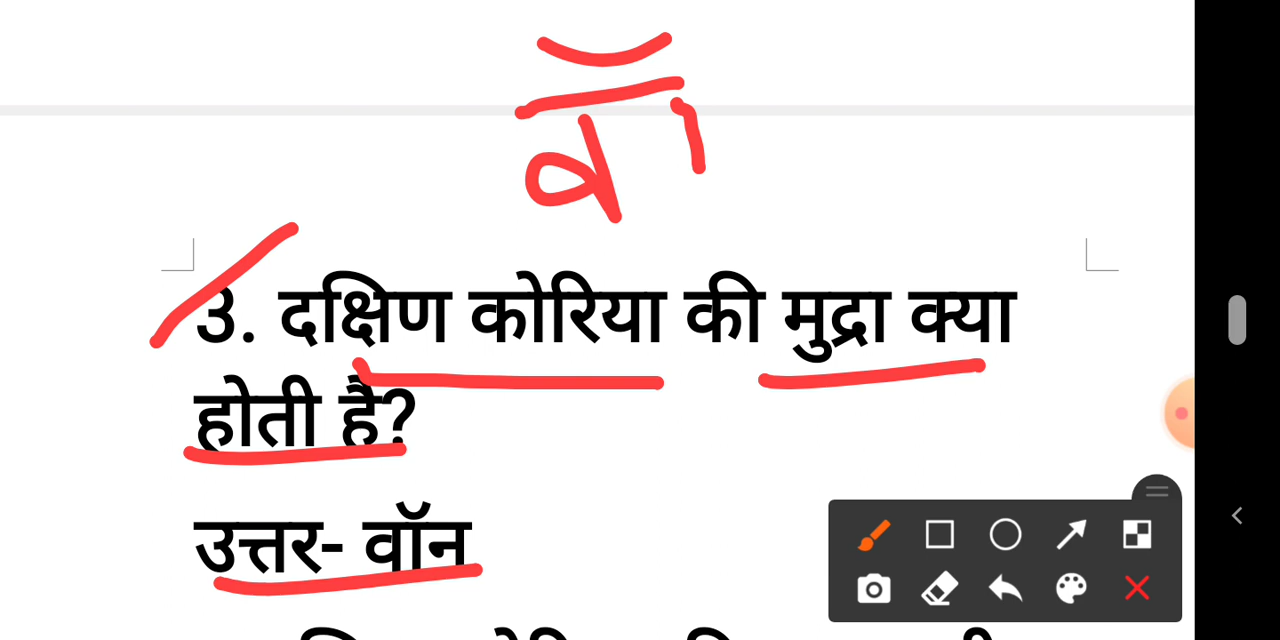 वॉ
3. दक्षिण कोरिया की मुद्रा क्या
होती है?
उत्तर- वॉन